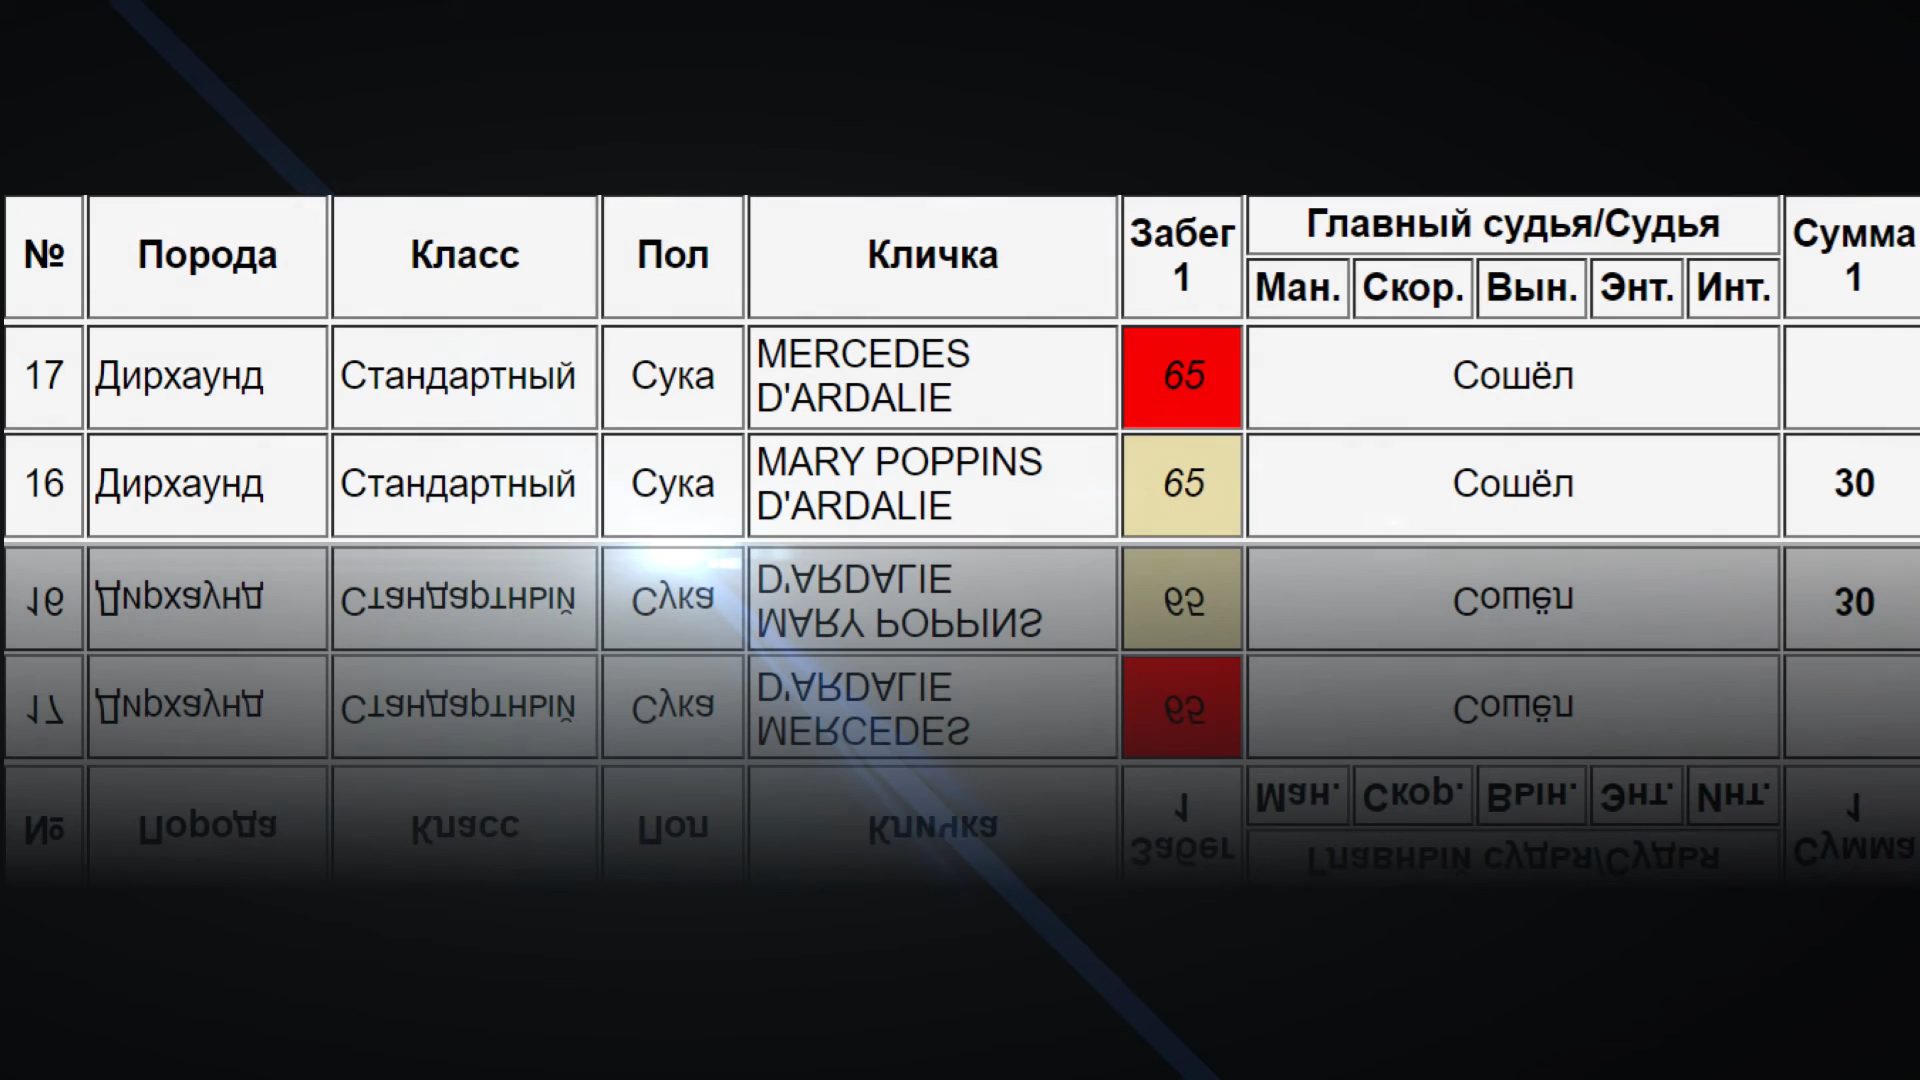 № Порода Класс Пол Кличка Забег 1 Главный судья/Судья Сумма 1
Ман. Скор. Вын. Энт. Инт.
17 Дирхаунд Стандартный Сука MERCEDES D'ARDALIE 65 Сошёл
16 Дирхаунд Стандартный Сука MARY POPPINS D'ARDALIE 65 Сошёл 30